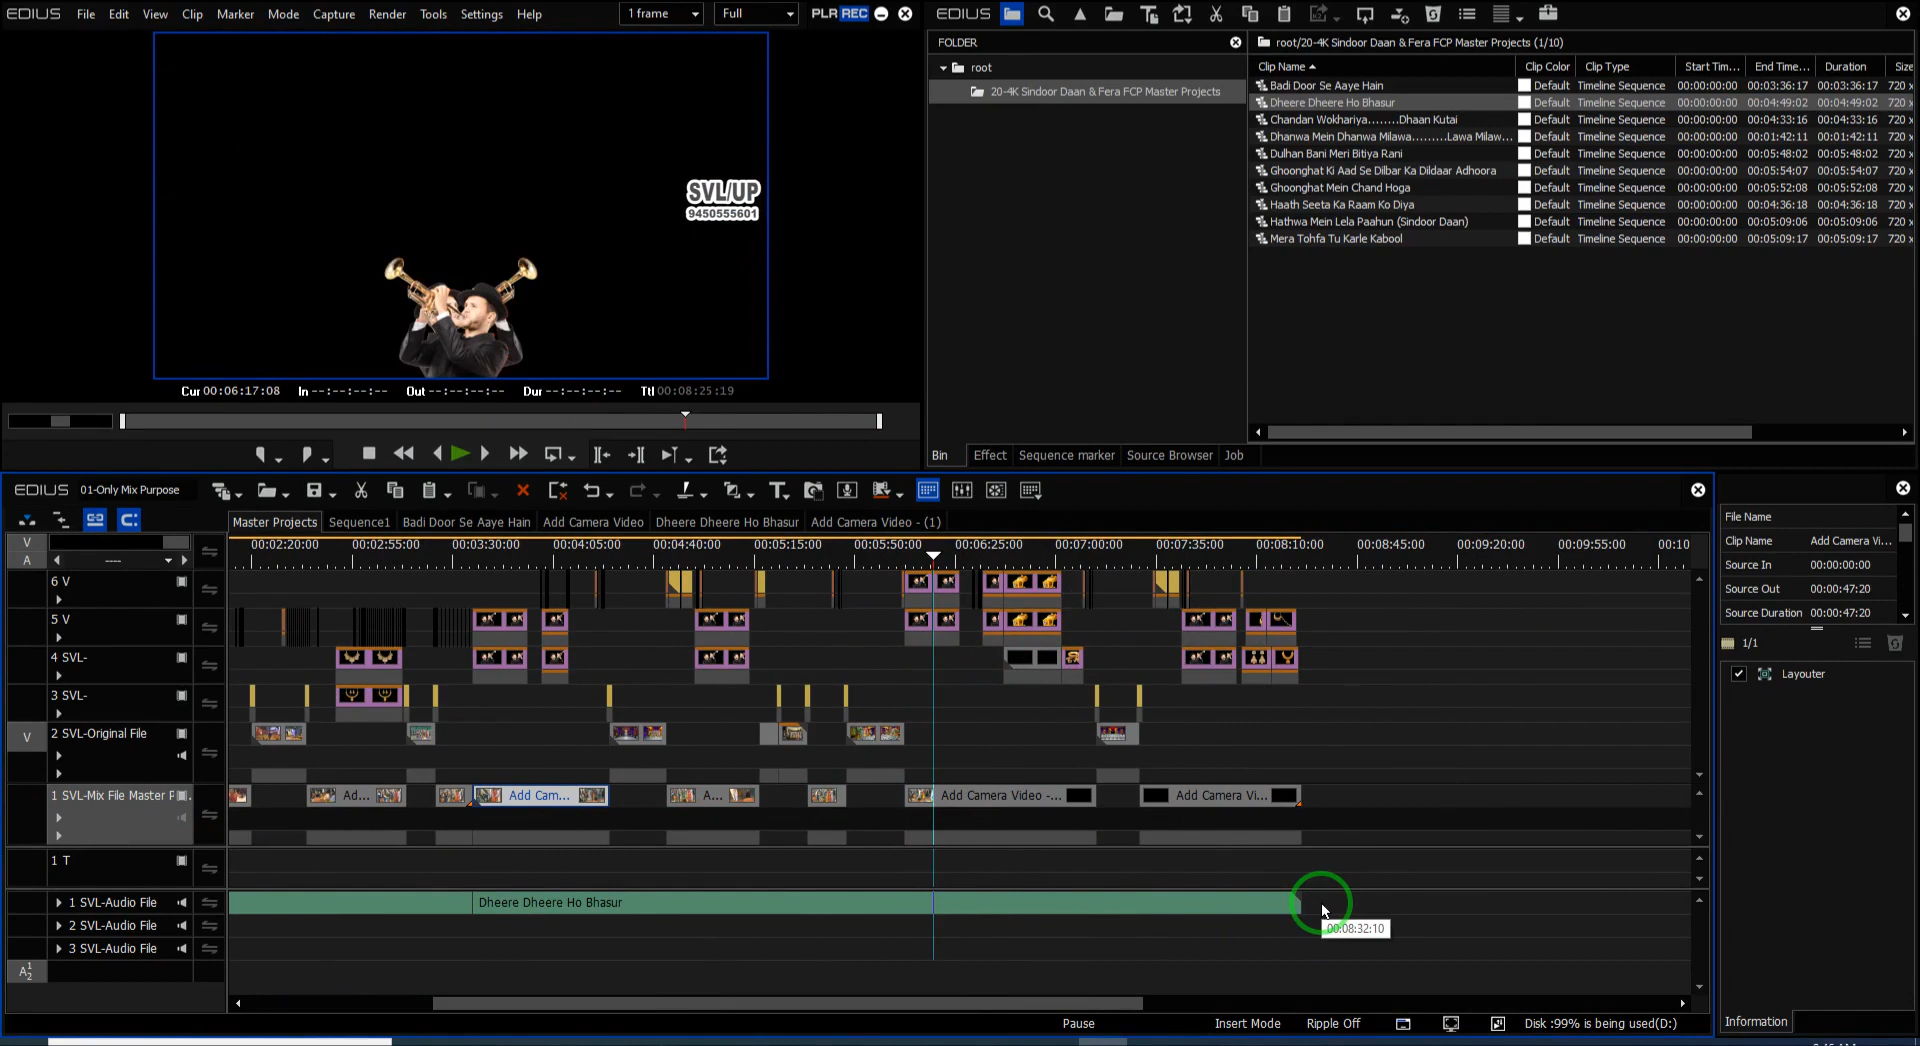 EDIUS File Edit View Clip Marker Mode Capture Render Tools Settings Help 1 frame Full PLR REC
SVL/UP
9450555601
Cur 00:06:17:08 In --:--:--:-- Out --:--:--:-- Dur --:--:--:-- Ttl 00:08:25:19
EDIUS
FOLDER
root
20-4K Sindoor Daan & Fera FCP Master Projects
root/20-4K Sindoor Daan & Fera FCP Master Projects (1/10)
Clip Name Clip Color Clip Type Start Tim... End Time... Duration Size
Badi Door Se Aaye Hain Default Timeline Sequence 00:00:00:00 00:03:36:17 00:03:36:17 720 x
Dheere Dheere Ho Bhasur Default Timeline Sequence 00:00:00:00 00:04:49:02 00:04:49:02 720 x
Chandan Wokhariya........Dhaan Kutai Default Timeline Sequence 00:00:00:00 00:04:33:16 00:04:33:16 720 x
Dhanwa Mein Dhanwa Milawa.........Lawa Milaw... Default Timeline Sequence 00:00:00:00 00:01:42:11 00:01:42:11 720 x
Dulhan Bani Meri Bitiya Rani Default Timeline Sequence 00:00:00:00 00:05:48:02 00:05:48:02 720 x
Ghoonghat Ki Aad Se Dilbar Ka Dildaar Adhoora Default Timeline Sequence 00:00:00:00 00:05:54:07 00:05:54:07 720 x
Ghoonghat Mein Chand Hoga Default Timeline Sequence 00:00:00:00 00:05:52:08 00:05:52:08 720 x
Haath Seeta Ka Raam Ko Diya Default Timeline Sequence 00:00:00:00 00:04:36:18 00:04:36:18 720 x
Hathwa Mein Lela Paahun (Sindoor Daan) Default Timeline Sequence 00:00:00:00 00:05:09:06 00:05:09:06 720 x
Mera Tohfa Tu Karle Kabool Default Timeline Sequence 00:00:00:00 00:05:09:17 00:05:09:17 720 x
Bin Effect Sequence marker Source Browser Job
EDIUS 01-Only Mix Purpose
Master Projects Sequence1 Badi Door Se Aaye Hain Add Camera Video Dheere Dheere Ho Bhasur Add Camera Video - (1)
00:02:20:00 00:02:55:00 00:03:30:00 00:04:05:00 00:04:40:00 00:05:15:00 00:05:50:00 00:06:25:00 00:07:00:00 00:07:35:00 00:08:10:00 00:08:45:00 00:09:20:00 00:09:55:00 00:10
V
A ----
6 V
5 V
4 SVL-
3 SVL-
V 2 SVL-Original File
1 SVL-Mix File Master F Ad... Add Cam... A... Add Camera Video -... Add Camera Vi...
1 T
1 SVL-Audio File Dheere Dheere Ho Bhasur
00:08:32:10
2 SVL-Audio File
3 SVL-Audio File
A 1 2
Pause Insert Mode Ripple Off Disk :99% is being used(D:)
File Name
Clip Name Add Camera Vi...
Source In 00:00:00:00
Source Out 00:00:47:20
Source Duration 00:00:47:20
1/1
Layouter
Information